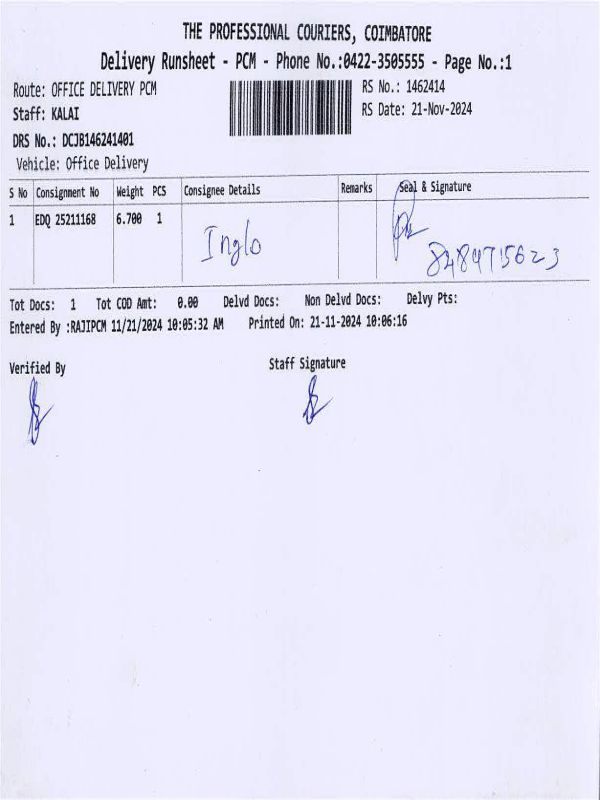 THE PROFESSIONAL COURIERS, COIMBATORE
Delivery Runsheet - PCM - Phone No.:0422-3505555 - Page No.:1
Route: OFFICE DELIVERY PCM
RS No.: 1462414
Staff: KALAI
RS Date: 21-Nov-2024
DRS No.: DCJB146241401
Vehicle: Office Delivery
S No Consignment No Weight PCS Consignee Details Remarks Seal & Signature
1 EDQ 25211168 6.700 1 Inglo
8484715623
Tot Docs: 1 Tot COD Amt: 0.00 Delvd Docs: Non Delvd Docs: Delvy Pts:
Entered By :RAJIPCM 11/21/2024 10:05:32 AM Printed On: 21-11-2024 10:06:16
Verified By Staff Signature